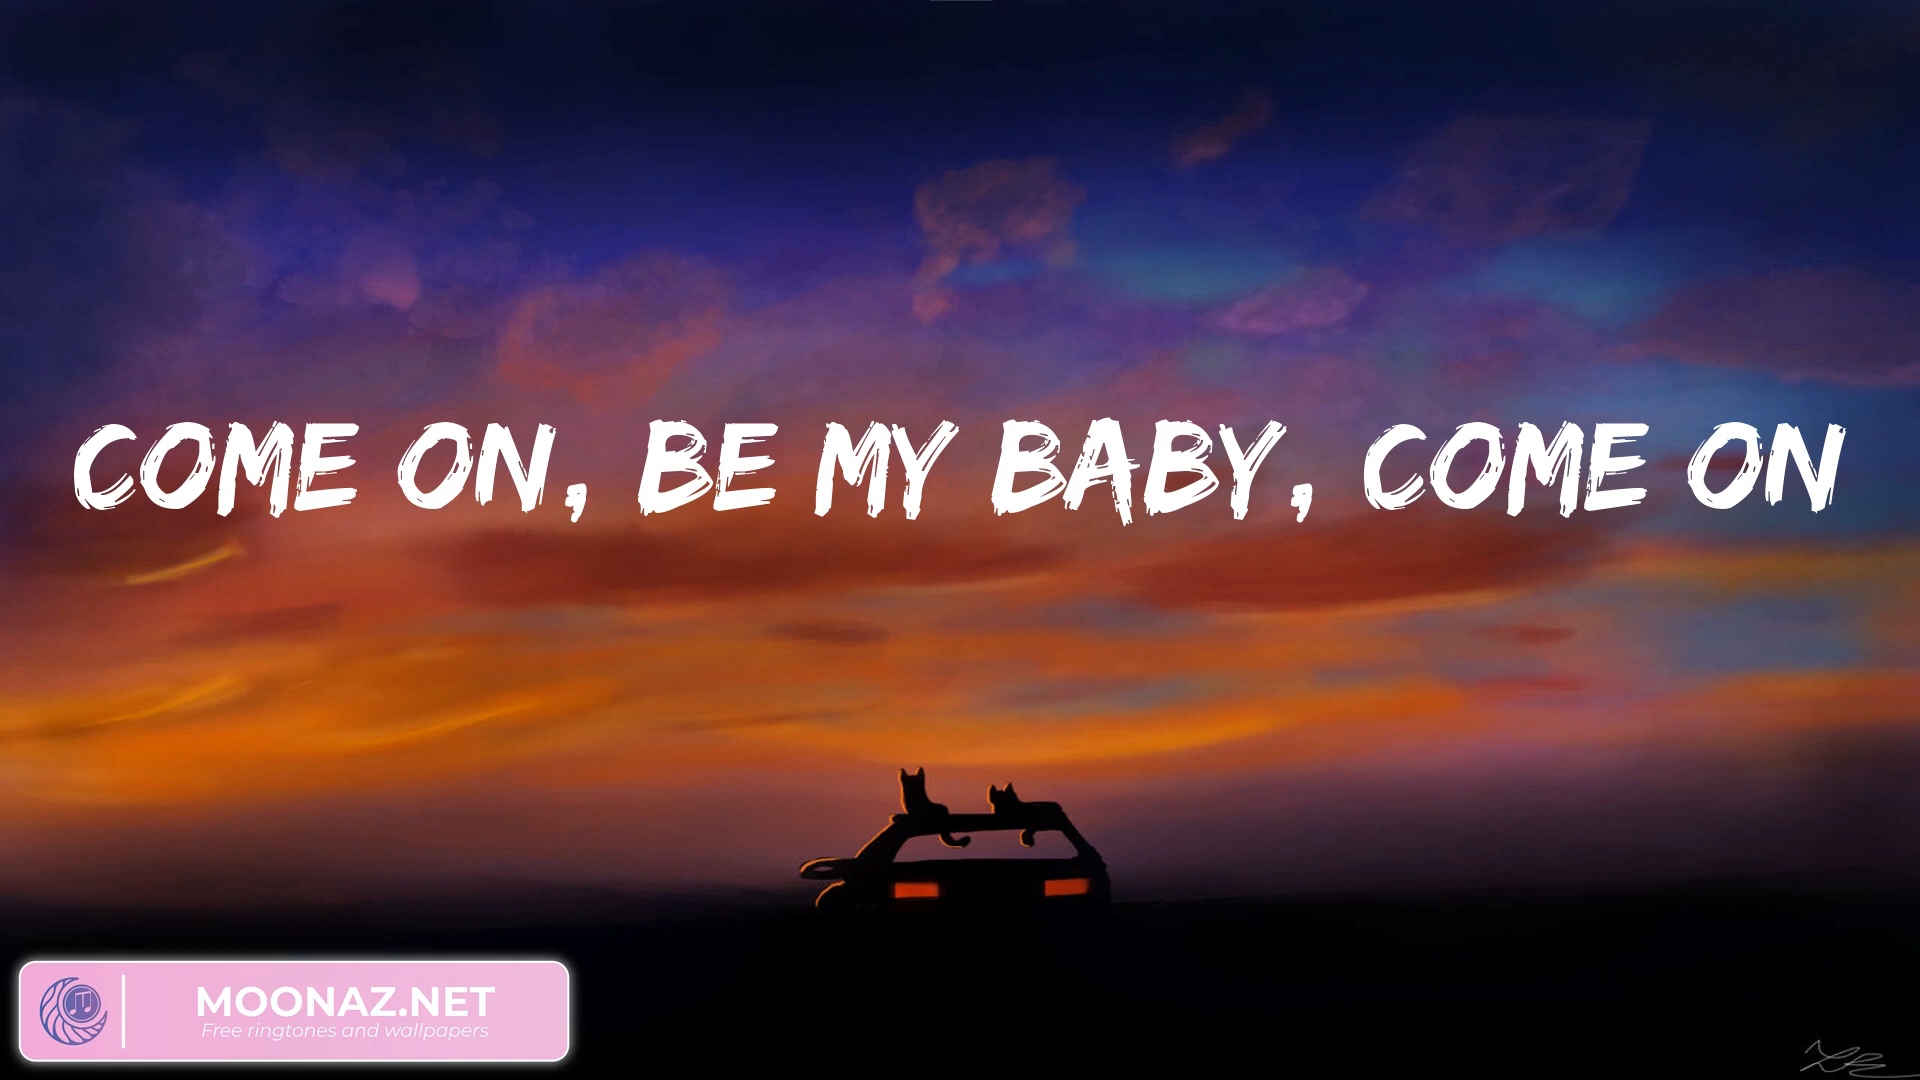 COME ON, BE MY BABY, COME ON
MOONAZ.NET
Free ringtones and wallpapers